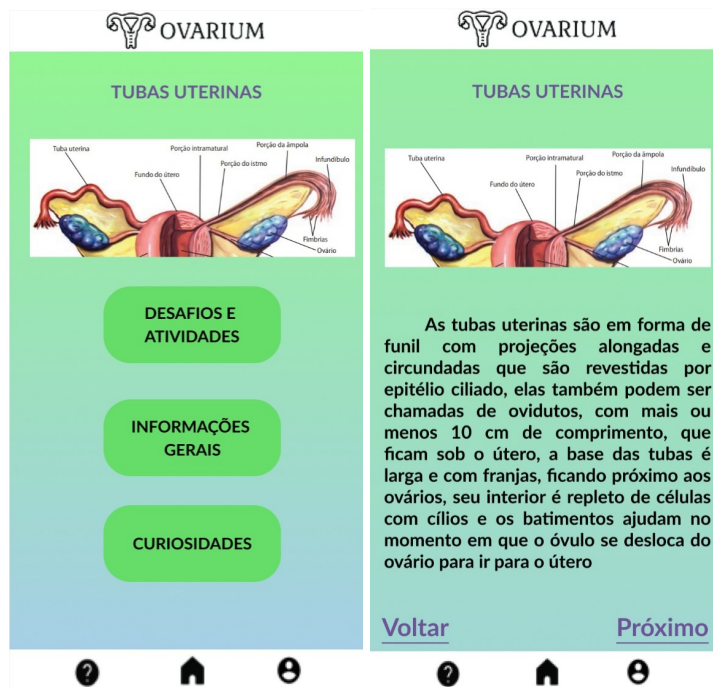 OVARIUM
TUBAS UTERINAS
Tuba uterina
Porção intramatural
Porção da âmpola
Infundíbulo
Fundo do útero
Porção do istmo
Fímbrias
Ovário
DESAFIOS E
ATIVIDADES
INFORMAÇÕES
GERAIS
CURIOSIDADES
?
OVARIUM
TUBAS UTERINAS
Tuba uterina
Porção intramatural
Porção da âmpola
Infundíbulo
Fundo do útero
Porção do istmo
Fímbrias
Ovário
As tubas uterinas são em forma de
funil com projeções alongadas e
circundadas que são revestidas por
epitélio ciliado, elas também podem ser
chamadas de ovidutos, com mais ou
menos 10 cm de comprimento, que
ficam sob o útero, a base das tubas é
larga e com franjas, ficando próximo aos
ovários, seu interior é repleto de células
com cílios e os batimentos ajudam no
momento em que o óvulo se desloca do
ovário para ir para o útero
Voltar
Próximo
?